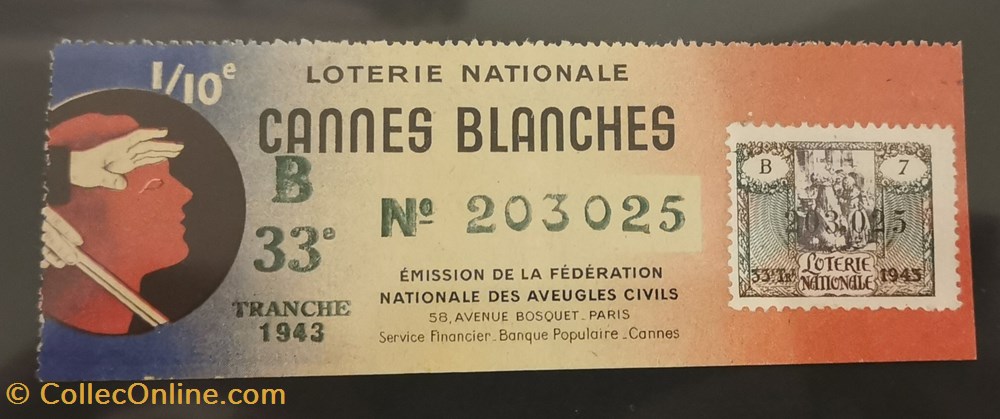 1/10e
LOTERIE NATIONALE
CANNES BLANCHES
B
Nº 203025
33e
TRANCHE
1943
ÉMISSION DE LA FÉDÉRATION
NATIONALE DES AVEUGLES CIVILS
58, AVENUE BOSQUET _ PARIS
Service Financier _ Banque Populaire _ Cannes
B 7
203025
33e Tr. LOTERIE NATIONALE 1943
© CollecOnline.com